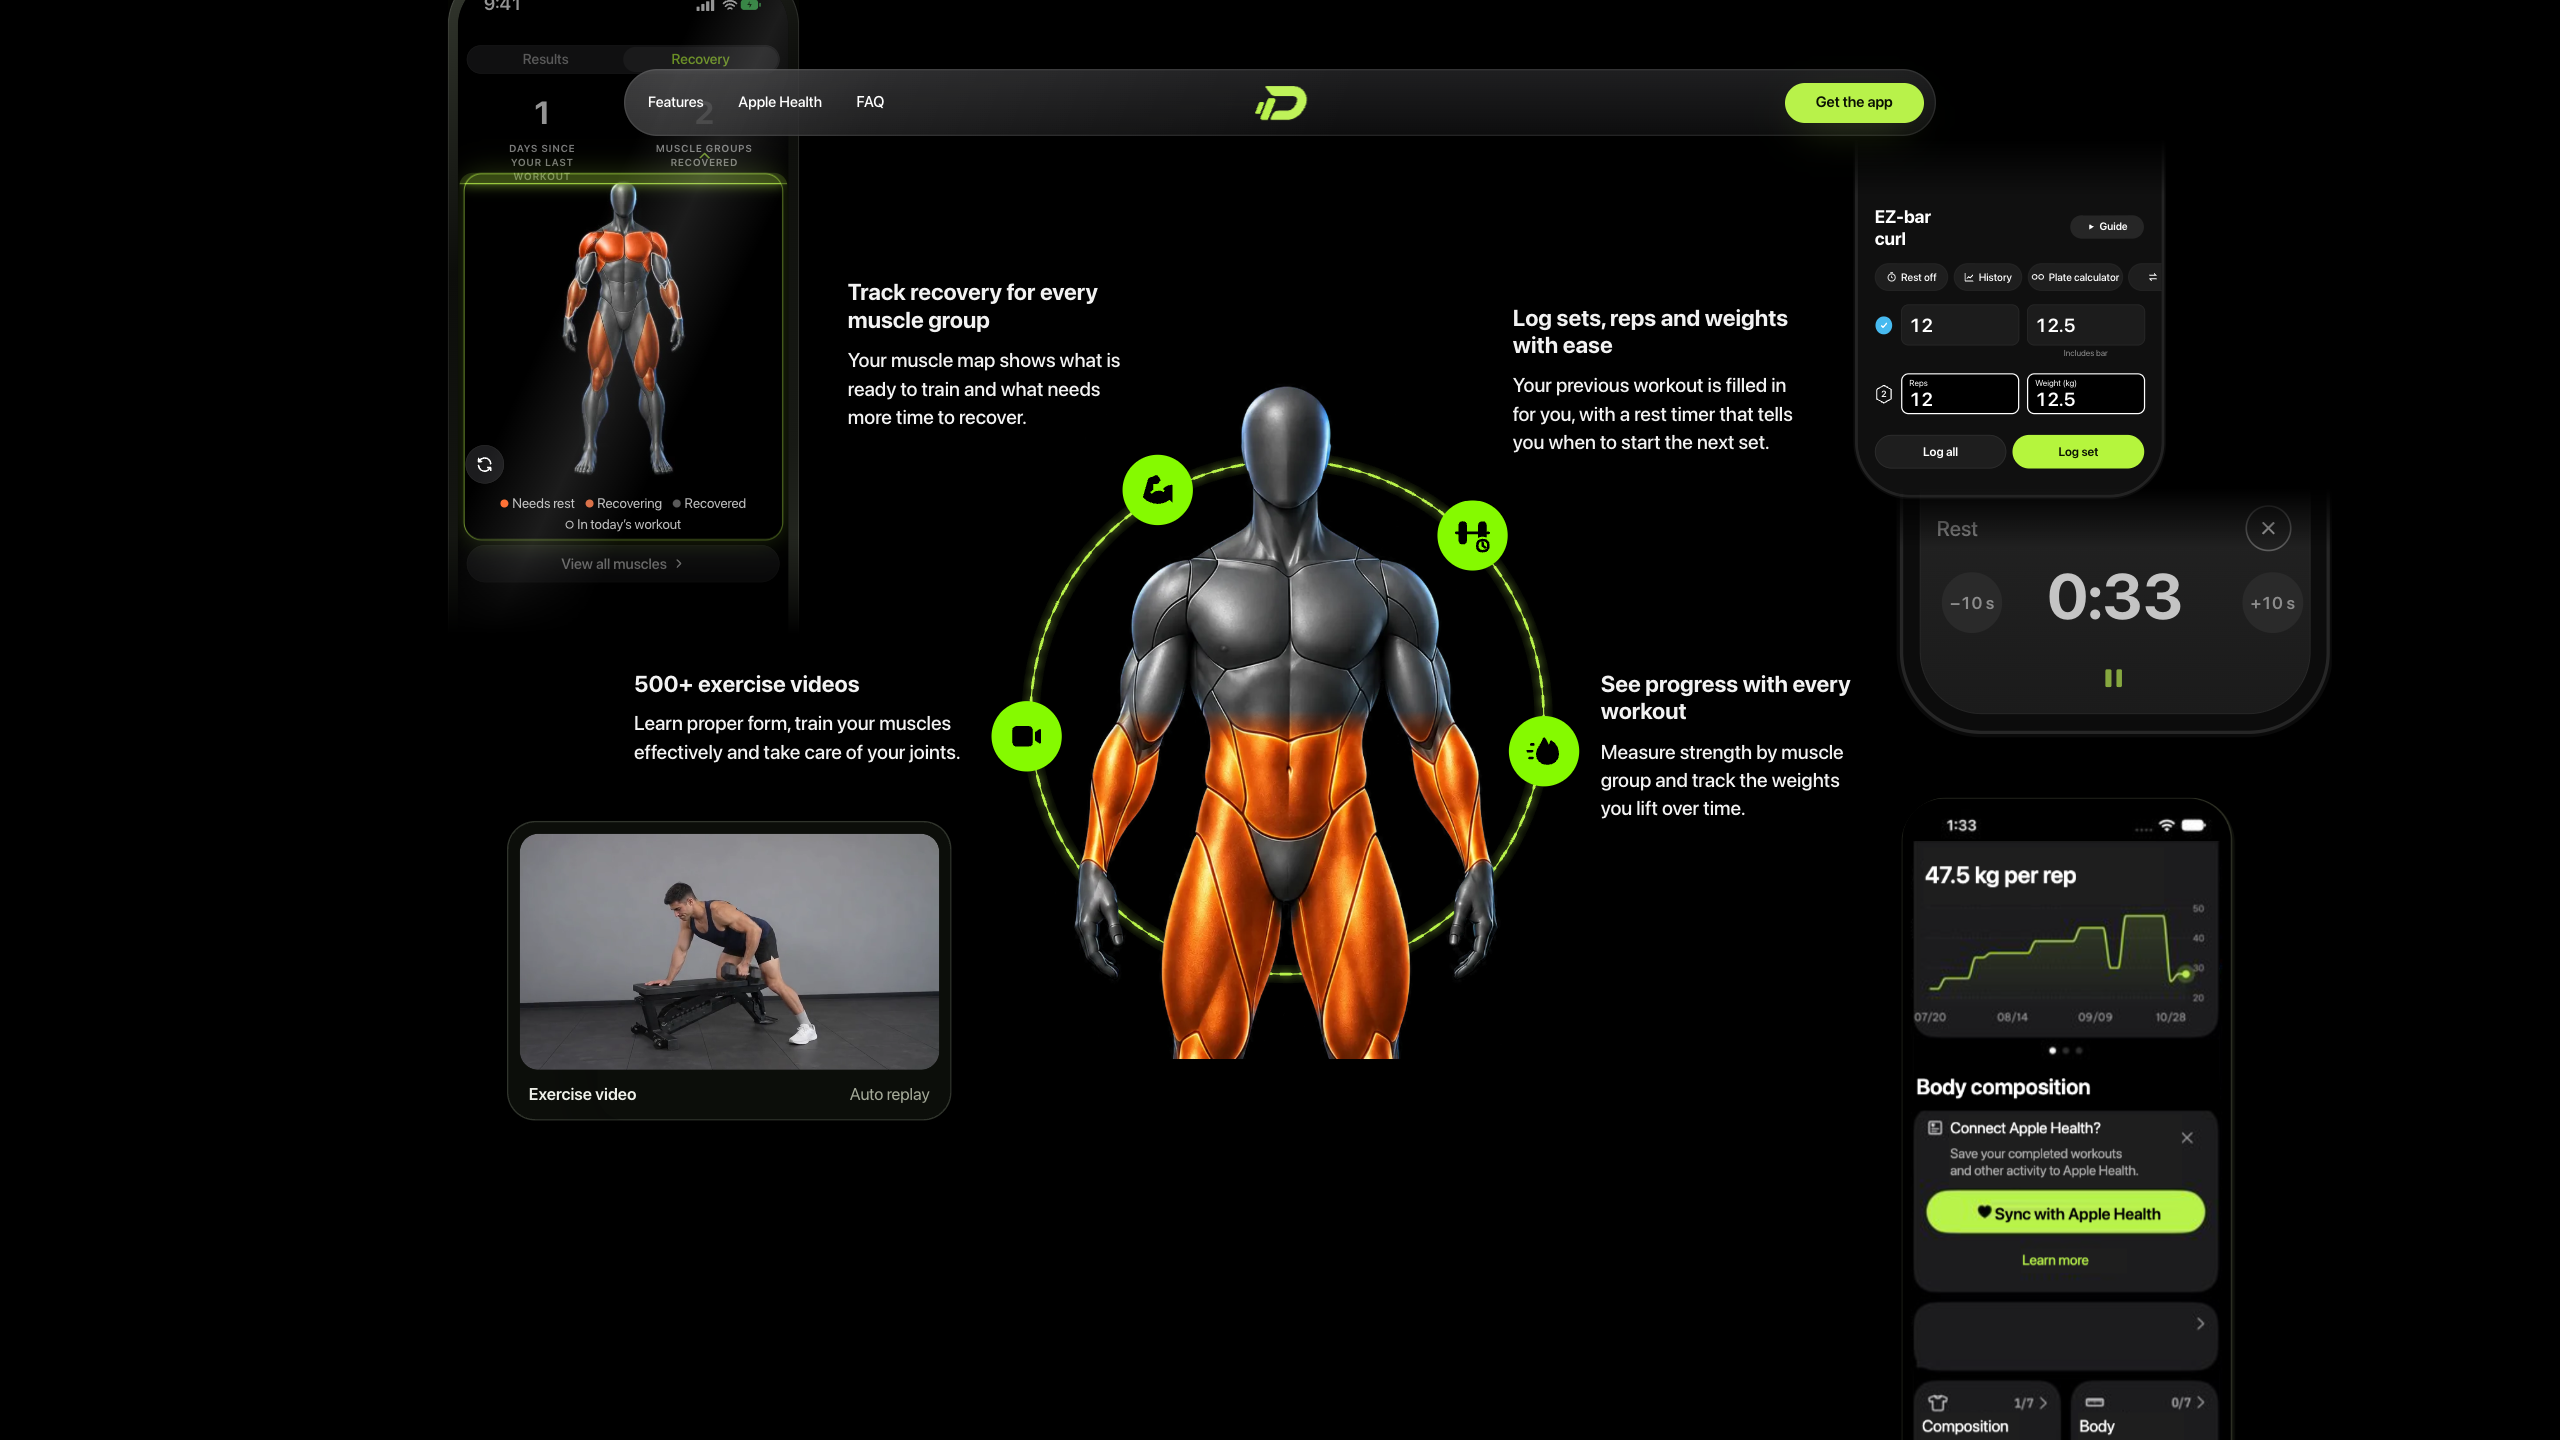 9:41
Results
Recovery
Features
Apple Health
FAQ
Get the app
1
2
DAYS SINCE
YOUR LAST
WORKOUT
MUSCLE GROUPS
RECOVERED
Needs rest
Recovering
Recovered
In today's workout
View all muscles
Track recovery for every
muscle group
Your muscle map shows what is
ready to train and what needs
more time to recover.
Log sets, reps and weights
with ease
Your previous workout is filled in
for you, with a rest timer that tells
you when to start the next set.
EZ-bar
curl
Guide
Rest off
History
Plate calculator
12
12.5
Includes bar
2
Reps
12
Weight (kg)
12.5
Log all
Log set
Rest
−10 s
0:33
+10 s
500+ exercise videos
Learn proper form, train your muscles
effectively and take care of your joints.
Exercise video
Auto replay
See progress with every
workout
Measure strength by muscle
group and track the weights
you lift over time.
1:33
47.5 kg per rep
50
40
30
20
07/20
08/14
09/09
10/28
Body composition
Connect Apple Health?
Save your completed workouts
and other activity to Apple Health.
Sync with Apple Health
Learn more
1/7
Composition
0/7
Body